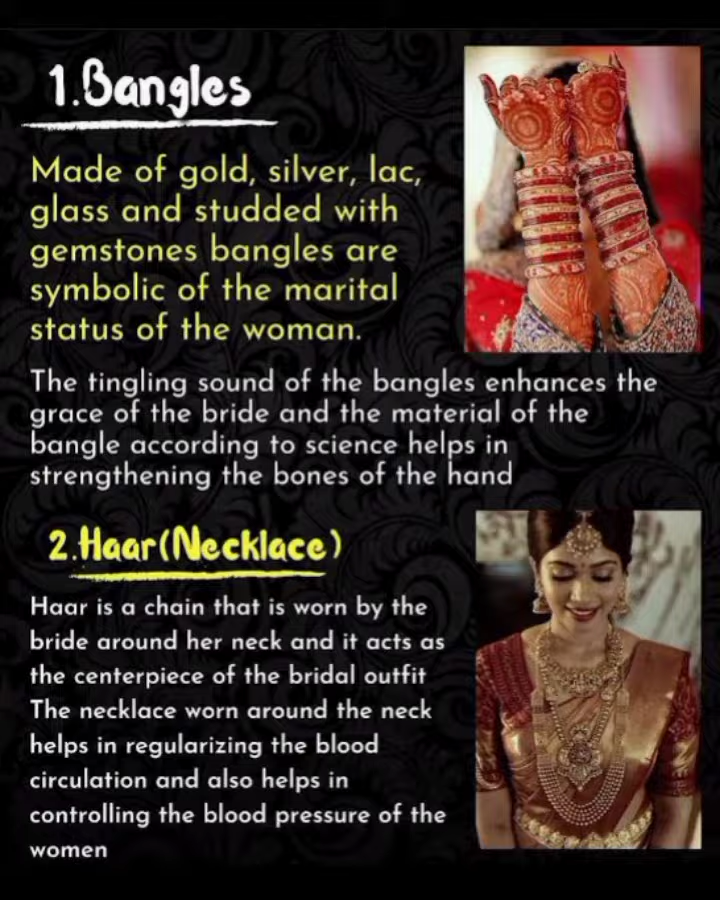 1.Bangles
Made of gold, silver, lac,
glass and studded with
gemstones bangles are
symbolic of the marital
status of the woman.
The tingling sound of the bangles enhances the
grace of the bride and the material of the
bangle according to science helps in
strengthening the bones of the hand
2.Haar(Necklace)
Haar is a chain that is worn by the
bride around her neck and it acts as
the centerpiece of the bridal outfit
The necklace worn around the neck
helps in regularizing the blood
circulation and also helps in
controlling the blood pressure of the
women